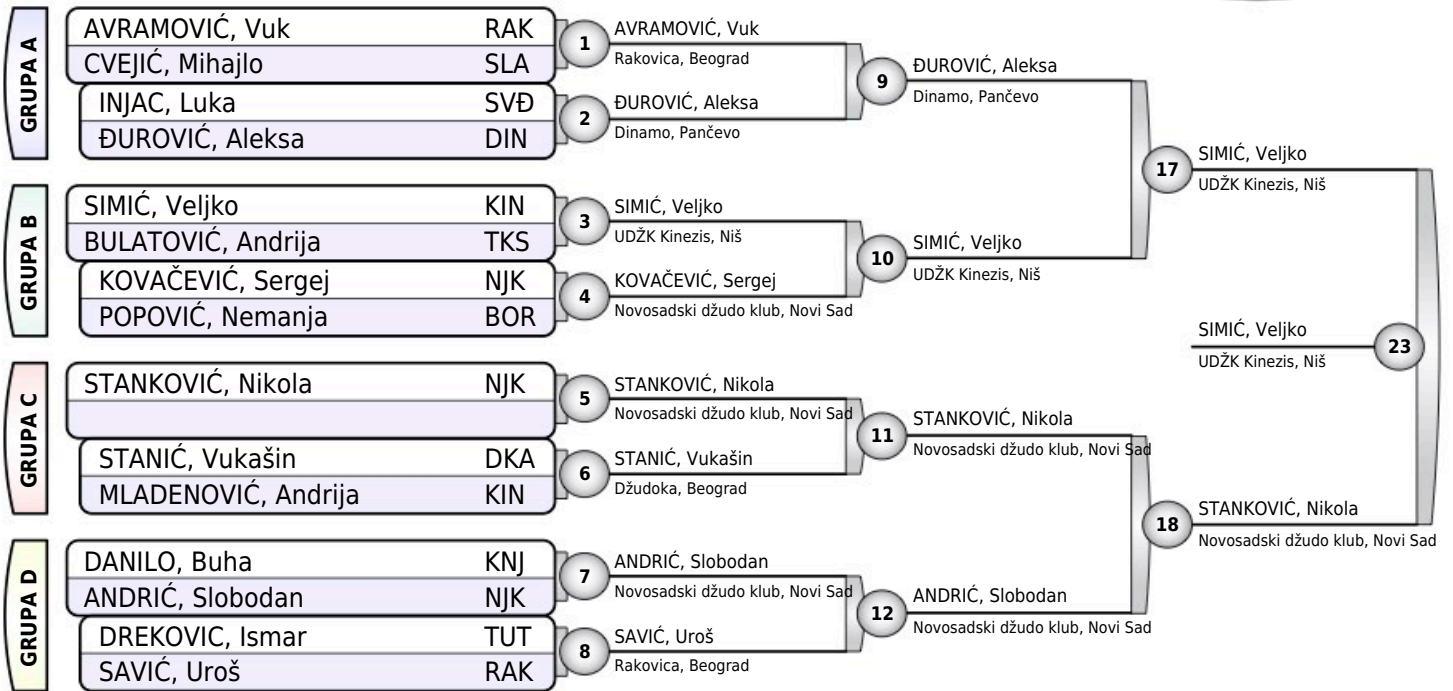 GRUPA A
AVRAMOVIĆ, Vuk RAK
CVEJIĆ, Mihajlo SLA
INJAC, Luka SVĐ
ĐUROVIĆ, Aleksa DIN
GRUPA B
SIMIĆ, Veljko KIN
BULATOVIĆ, Andrija TKS
KOVAČEVIĆ, Sergej NJK
POPOVIĆ, Nemanja BOR
GRUPA C
STANKOVIĆ, Nikola NJK
STANIĆ, Vukašin DKA
MLADENOVIĆ, Andrija KIN
GRUPA D
DANILO, Buha KNJ
ANDRIĆ, Slobodan NJK
DREKOVIC, Ismar TUT
SAVIĆ, Uroš RAK
1 AVRAMOVIĆ, Vuk
Rakovica, Beograd
2 ĐUROVIĆ, Aleksa
Dinamo, Pančevo
3 SIMIĆ, Veljko
UDŽK Kinezis, Niš
4 KOVAČEVIĆ, Sergej
Novosadski džudo klub, Novi Sad
5 STANKOVIĆ, Nikola
Novosadski džudo klub, Novi Sad
6 STANIĆ, Vukašin
Džudoka, Beograd
7 ANDRIĆ, Slobodan
Novosadski džudo klub, Novi Sad
8 SAVIĆ, Uroš
Rakovica, Beograd
9 ĐUROVIĆ, Aleksa
Dinamo, Pančevo
10 SIMIĆ, Veljko
UDŽK Kinezis, Niš
11 STANKOVIĆ, Nikola
Novosadski džudo klub, Novi Sad
12 ANDRIĆ, Slobodan
Novosadski džudo klub, Novi Sad
17 SIMIĆ, Veljko
UDŽK Kinezis, Niš
18 STANKOVIĆ, Nikola
Novosadski džudo klub, Novi Sad
SIMIĆ, Veljko 23
UDŽK Kinezis, Niš